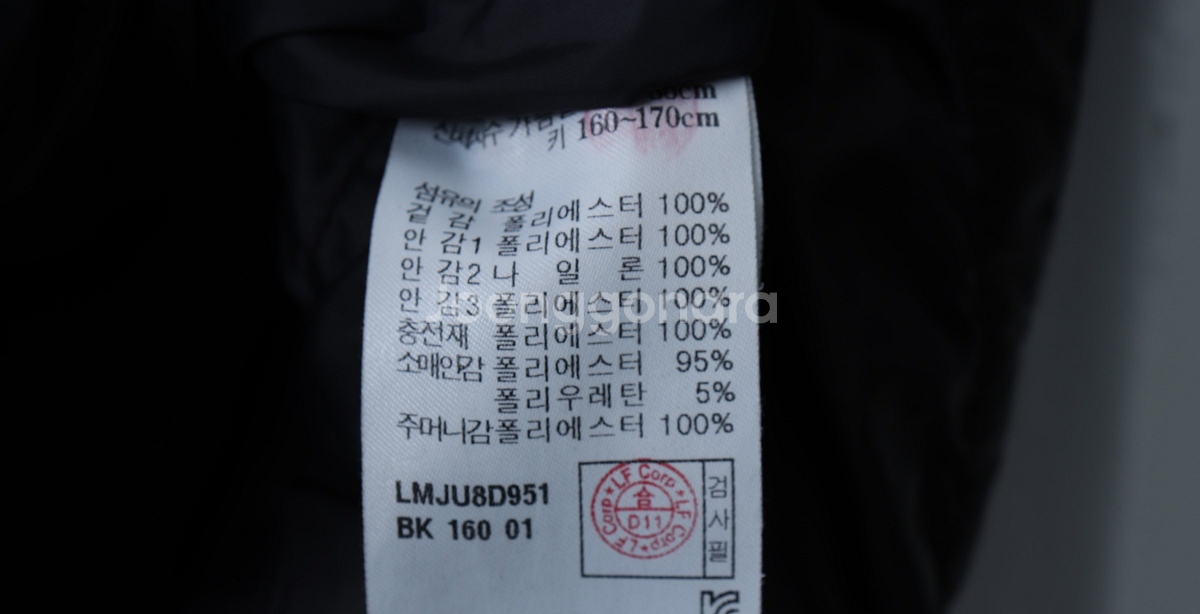 키 160~170cm
섬유의 조성
겉 감 폴리에스터 100%
안 감1 폴리에스터 100%
안 감2 나 일 론 100%
안 감3 폴리에스터 100%
충전재 폴리에스터 100%
소매안감 폴리에스터 95%
폴리우레탄 5%
주머니감 폴리에스터 100%
LMJU8D951
BK 160 01
LF Corp ★ LF Corp ★ LF Corp ★
합
D11
검사필
Joonggonara